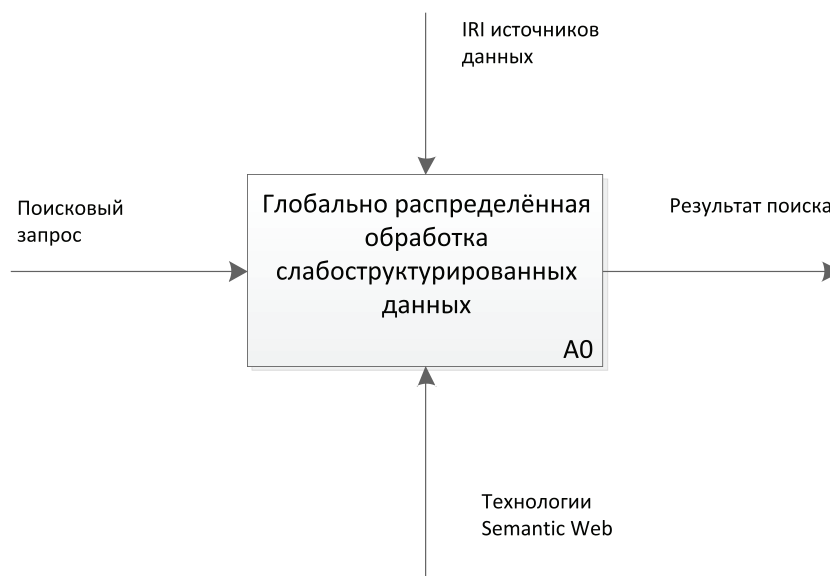 IRI источников
данных
Поисковый
запрос
Глобально распределённая
обработка
слабоструктурированных
данных
A0
Результат поиска
Технологии
Semantic Web